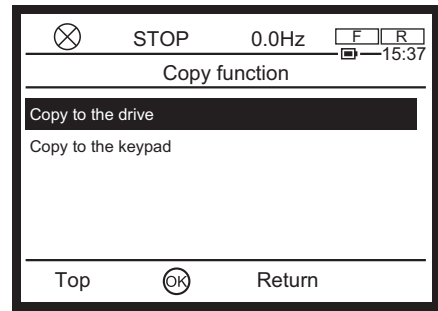 STOP 0.0Hz F R
15:37
Copy function
Copy to the drive
Copy to the keypad
Top OK Return